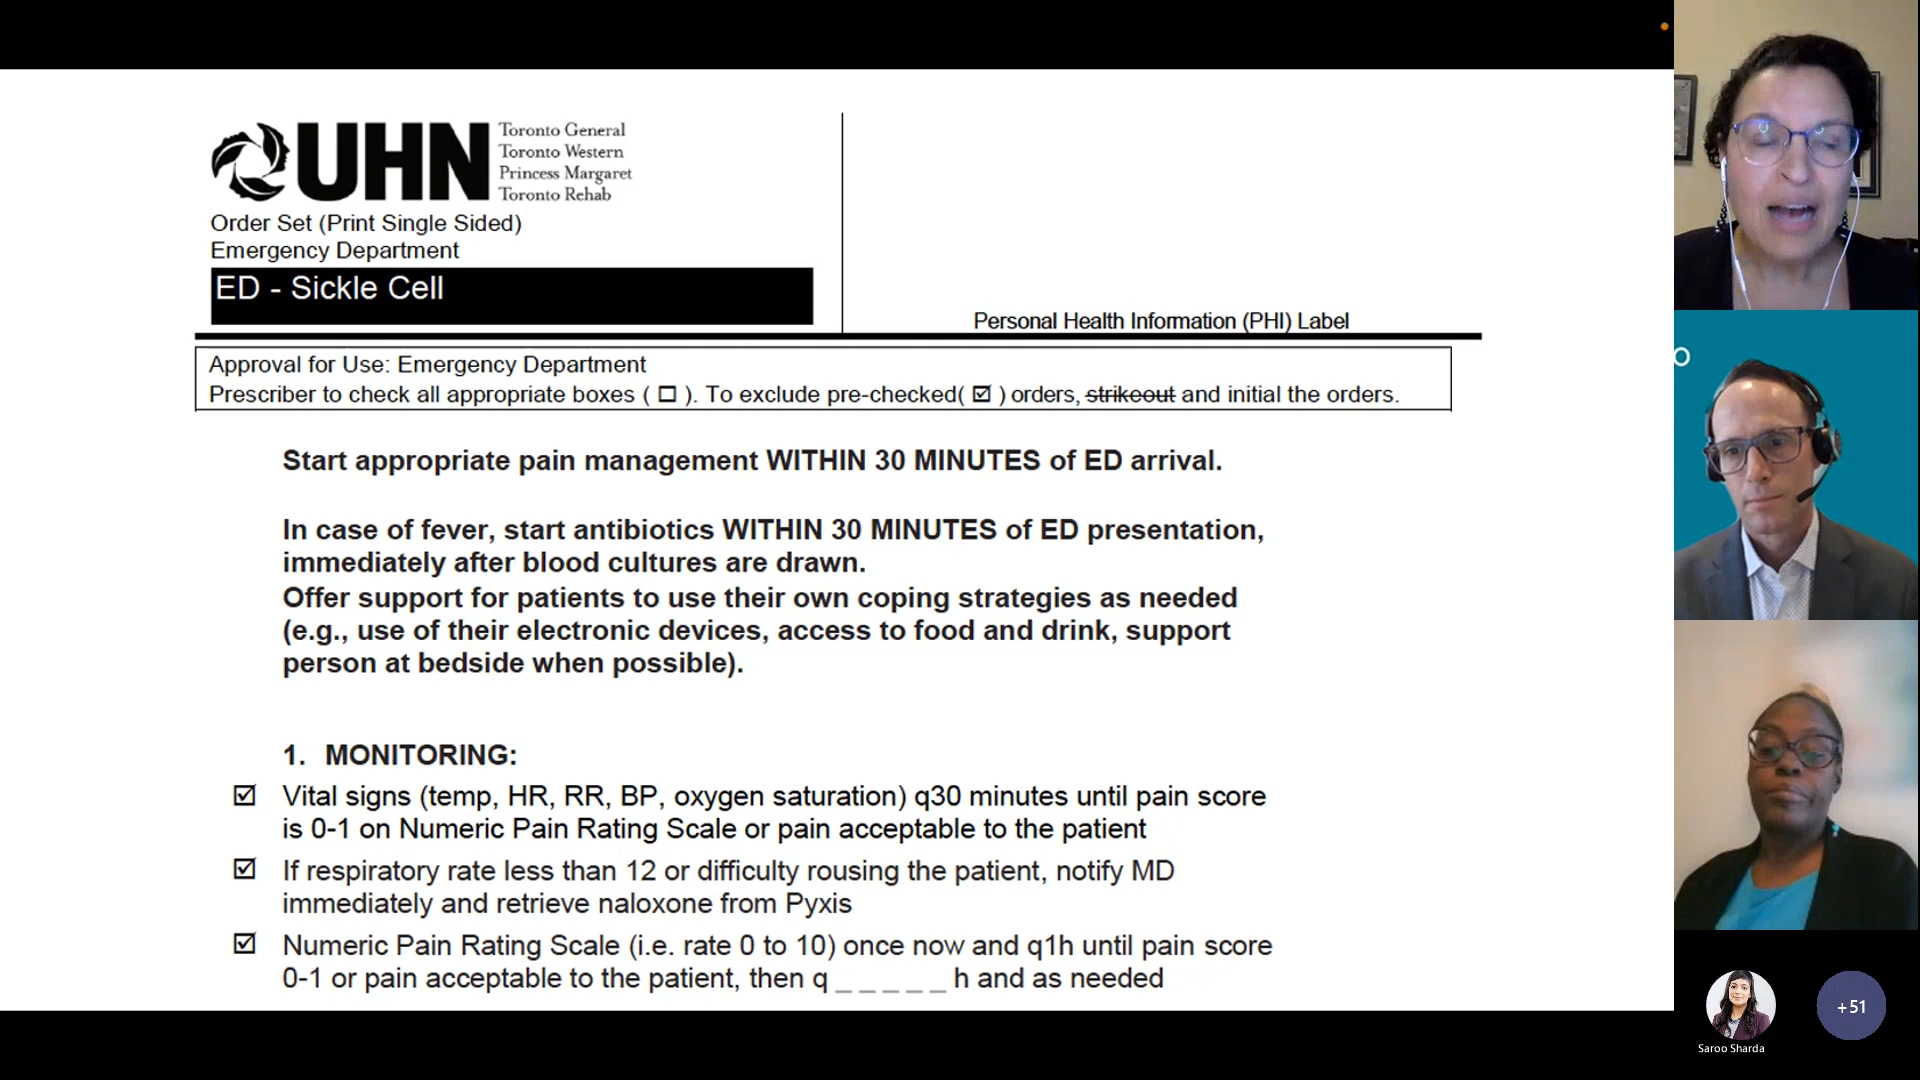 UHN
Toronto General
Toronto Western
Princess Margaret
Toronto Rehab
Order Set (Print Single Sided)
Emergency Department
ED - Sickle Cell
Personal Health Information (PHI) Label
Approval for Use: Emergency Department
Prescriber to check all appropriate boxes ( ☐ ). To exclude pre-checked( ☑ ) orders, strikeout and initial the orders.
Start appropriate pain management WITHIN 30 MINUTES of ED arrival.
In case of fever, start antibiotics WITHIN 30 MINUTES of ED presentation,
immediately after blood cultures are drawn.
Offer support for patients to use their own coping strategies as needed
(e.g., use of their electronic devices, access to food and drink, support
person at bedside when possible).
1. MONITORING:
☑ Vital signs (temp, HR, RR, BP, oxygen saturation) q30 minutes until pain score
is 0-1 on Numeric Pain Rating Scale or pain acceptable to the patient
☑ If respiratory rate less than 12 or difficulty rousing the patient, notify MD
immediately and retrieve naloxone from Pyxis
☑ Numeric Pain Rating Scale (i.e. rate 0 to 10) once now and q1h until pain score
0-1 or pain acceptable to the patient, then q _ _ _ _ _ h and as needed
o
Saroo Sharda
+51